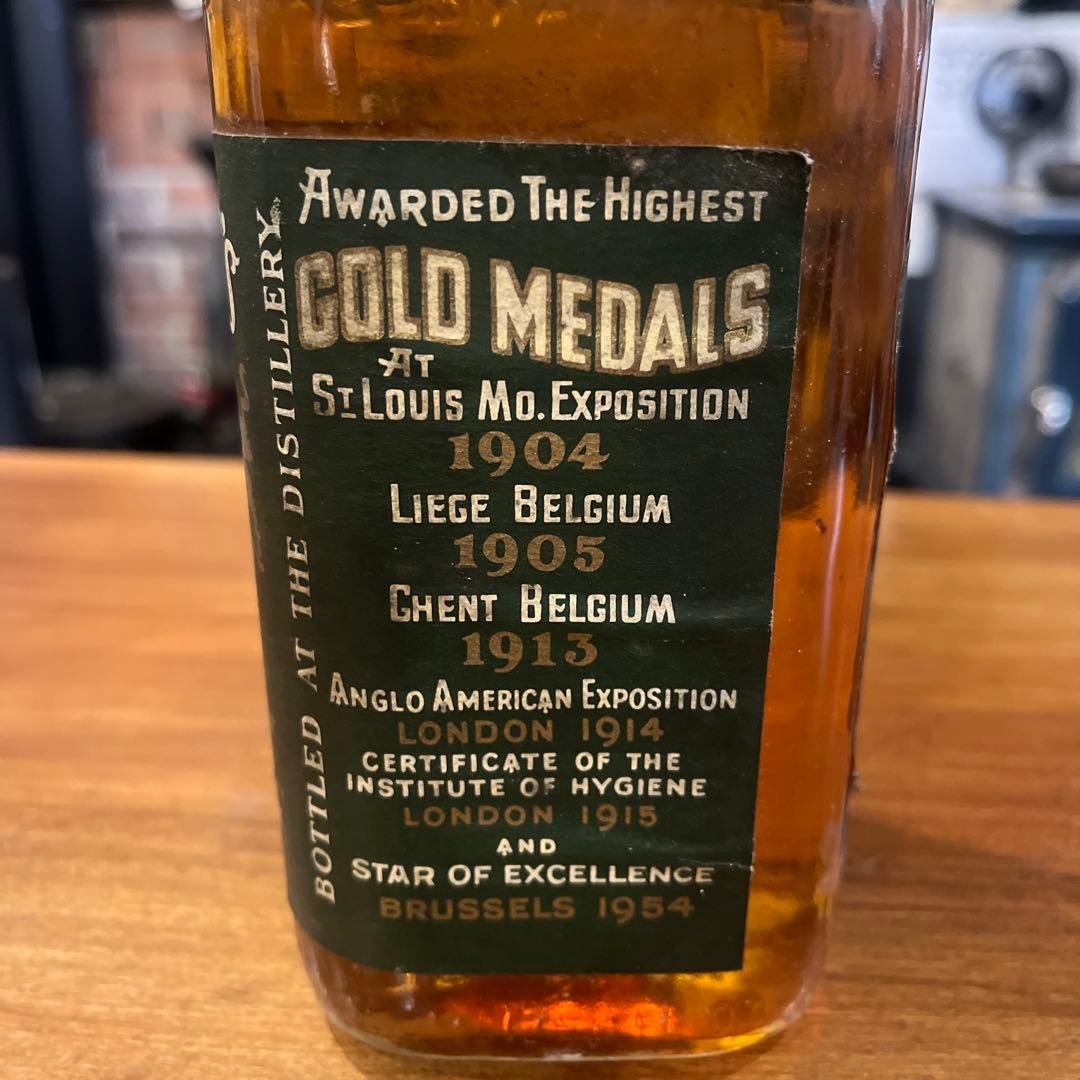 AWARDED THE HIGHEST
GOLD MEDALS
AT
ST LOUIS MO. EXPOSITION
1904
LIEGE BELGIUM
1905
GHENT BELGIUM
1913
ANGLO AMERICAN EXPOSITION
LONDON 1914
CERTIFICATE OF THE
INSTITUTE OF HYGIENE
LONDON 1915
AND
STAR OF EXCELLENCE
BRUSSELS 1954
BOTTLED AT THE DISTILLERY